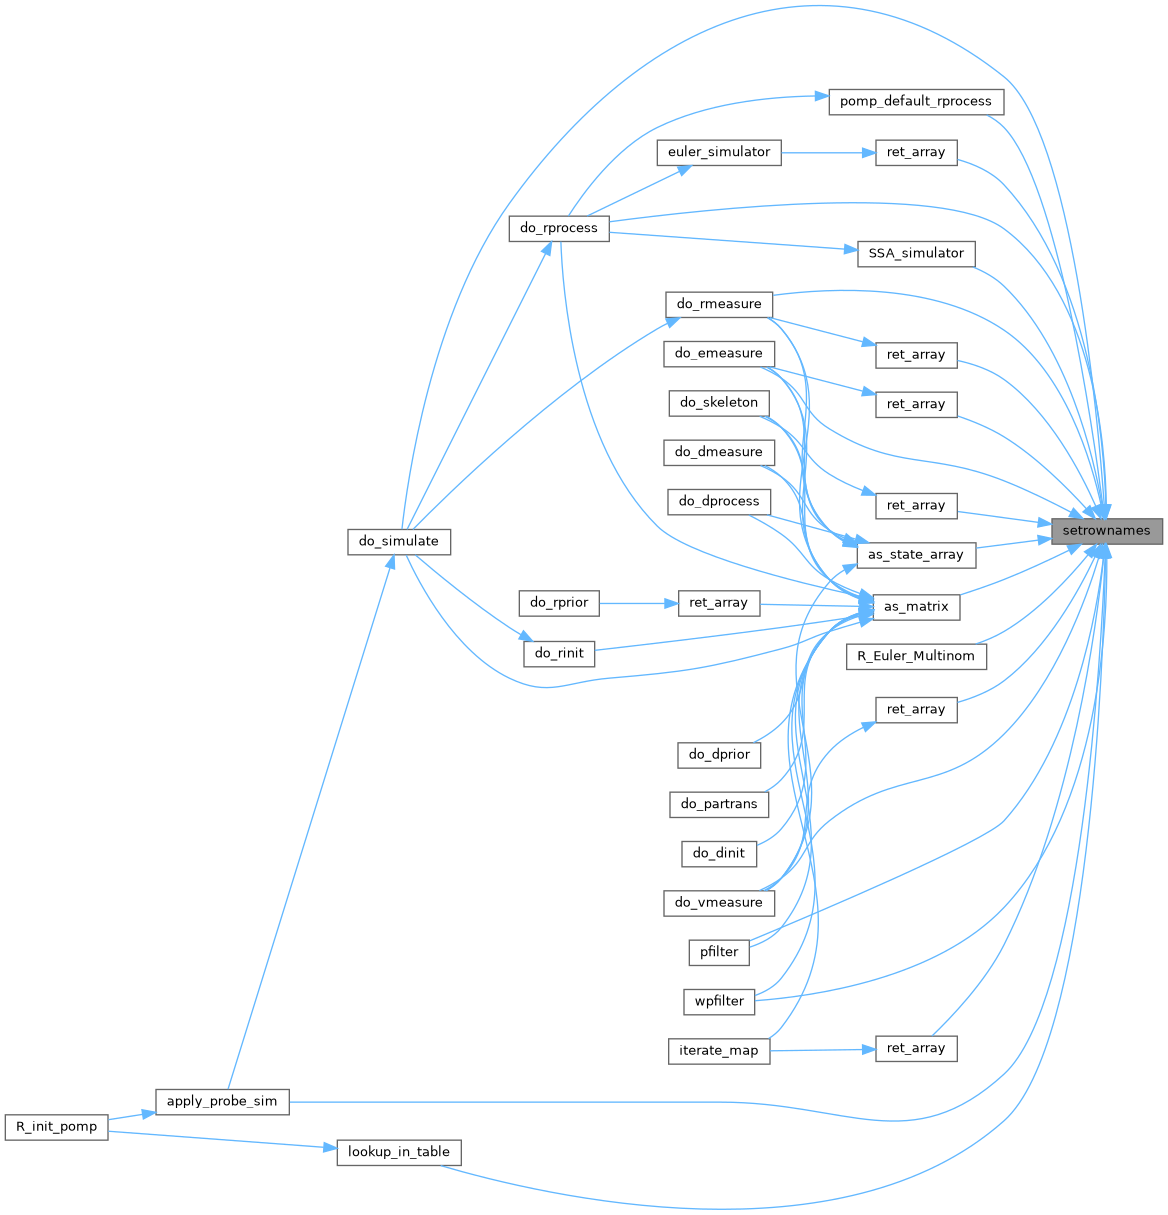 pomp_default_rprocess
euler_simulator
ret_array
do_rprocess
SSA_simulator
do_rmeasure
do_emeasure
ret_array
do_skeleton
ret_array
do_dmeasure
do_dprocess
ret_array
setrownames
do_simulate
as_state_array
do_rprior
ret_array
as_matrix
do_rinit
R_Euler_Multinom
ret_array
do_dprior
do_partrans
do_dinit
do_vmeasure
pfilter
wpfilter
iterate_map
ret_array
apply_probe_sim
R_init_pomp
lookup_in_table